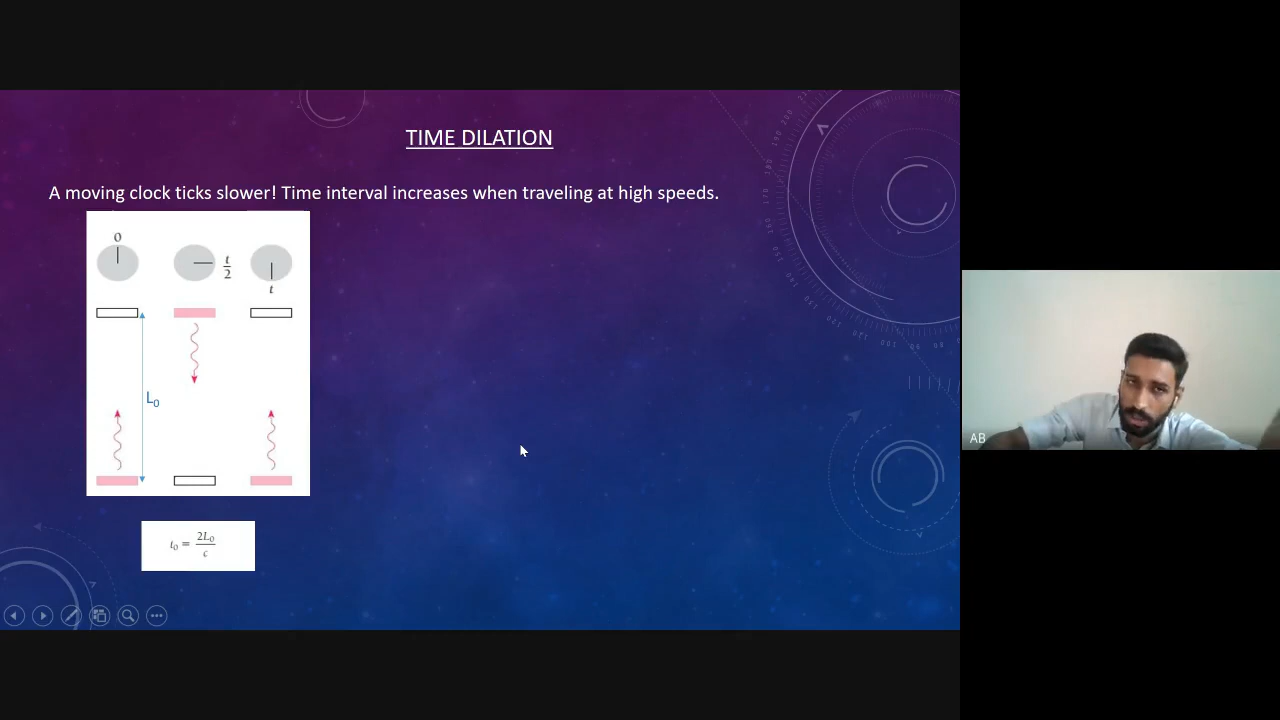 TIME DILATION
A moving clock ticks slower! Time interval increases when traveling at high speeds.
0
t/2
t
L₀
t₀ = 2L₀/c
AB